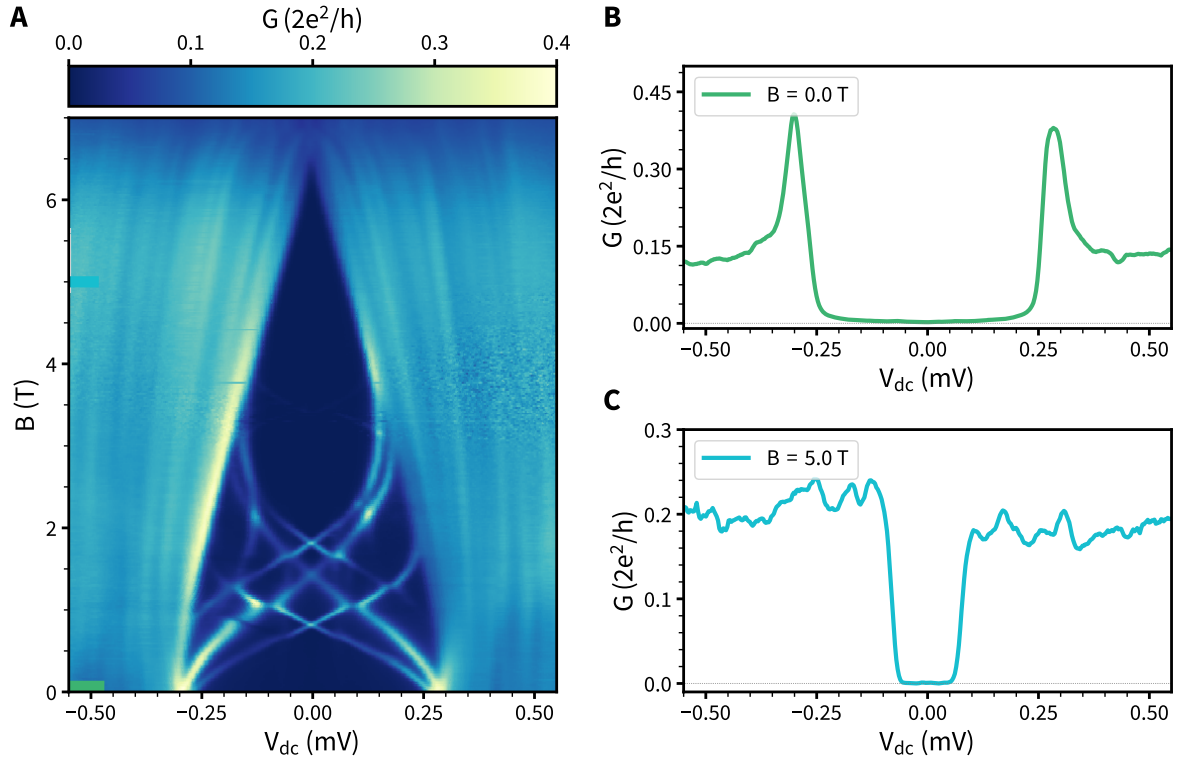 A
G (2e²/h)
0.0 0.1 0.2 0.3 0.4
B (T)
6
4
2
0
−0.50 −0.25 0.00 0.25 0.50
V_dc (mV)
B
B = 0.0 T
G (2e²/h)
0.45
0.30
0.15
0.00
−0.50 −0.25 0.00 0.25 0.50
V_dc (mV)
C
B = 5.0 T
G (2e²/h)
0.3
0.2
0.1
0.0
−0.50 −0.25 0.00 0.25 0.50
V_dc (mV)